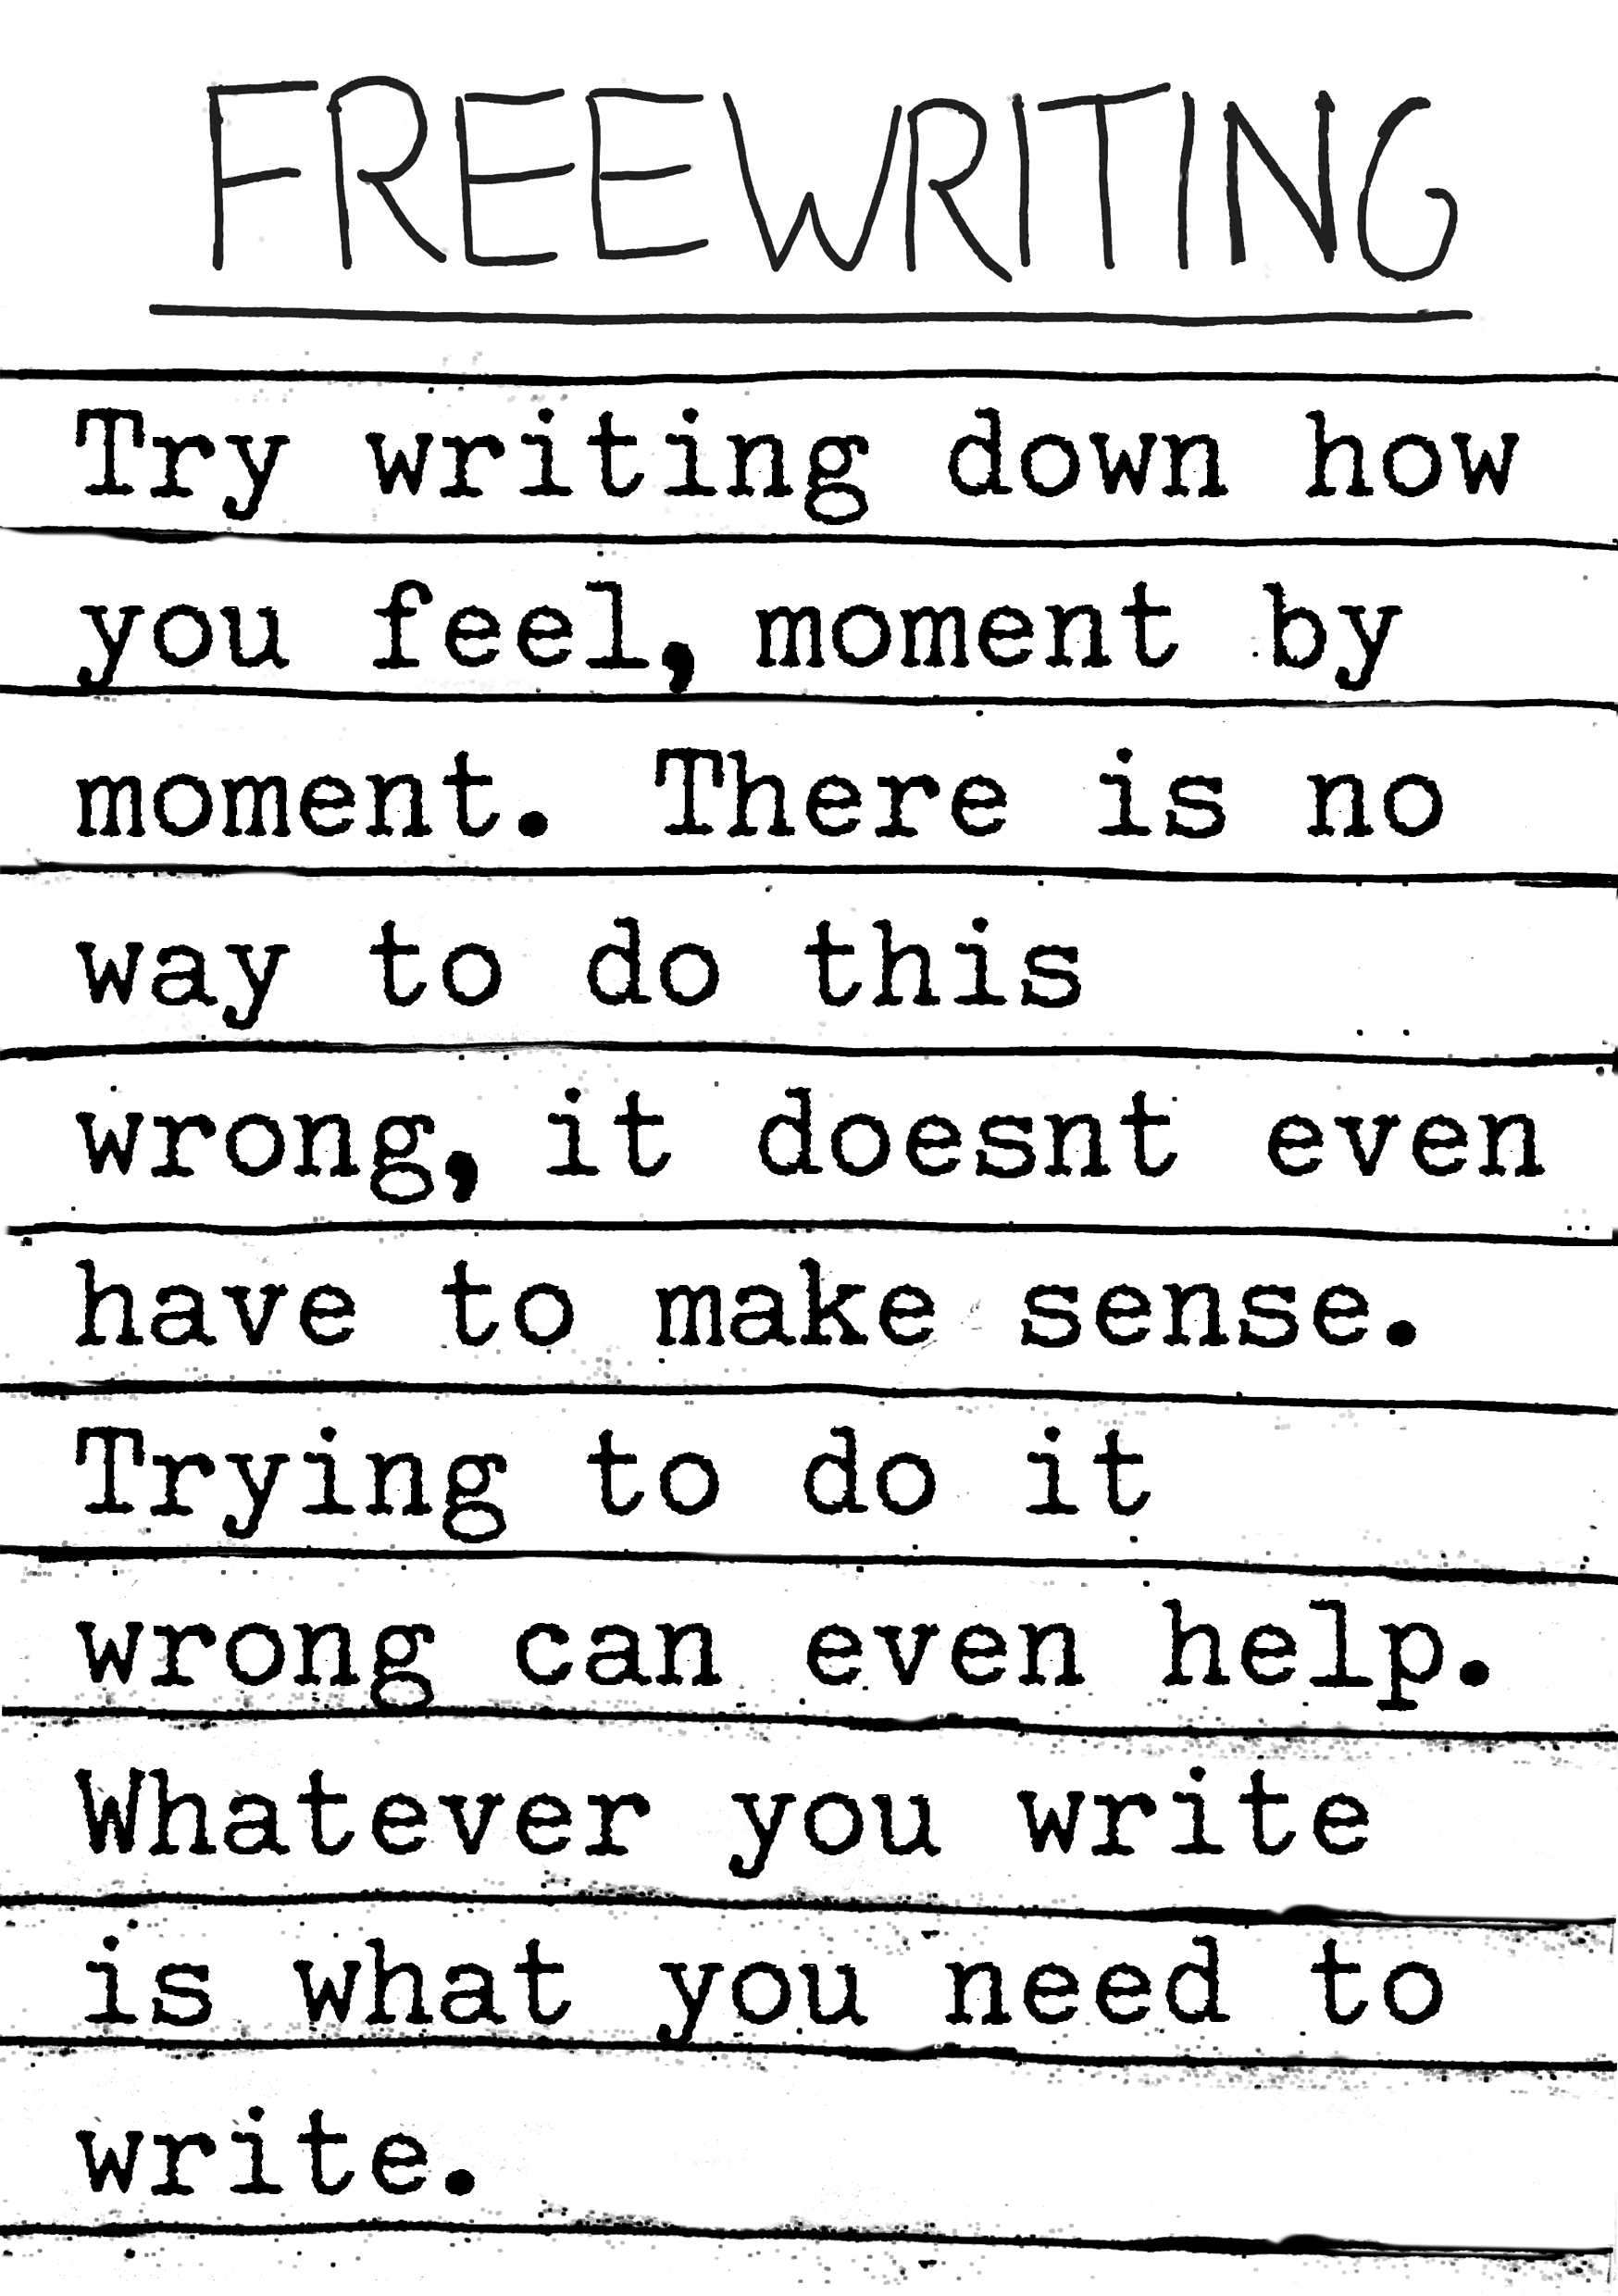 FREEWRITING
Try writing down how
you feel, moment by
moment. There is no
way to do this
wrong, it doesnt even
have to make sense.
Trying to do it
wrong can even help.
Whatever you write
is what you need to
write.